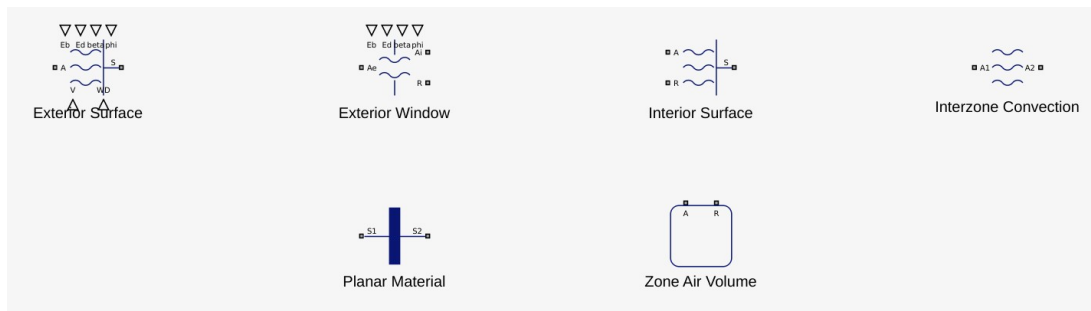 Eb Ed beta phi
A S
V WD
Exterior Surface
Eb Ed beta phi
Ai
Ae
R
Exterior Window
A
S
R
Interior Surface
A1 A2
Interzone Convection
S1 S2
Planar Material
A R
Zone Air Volume